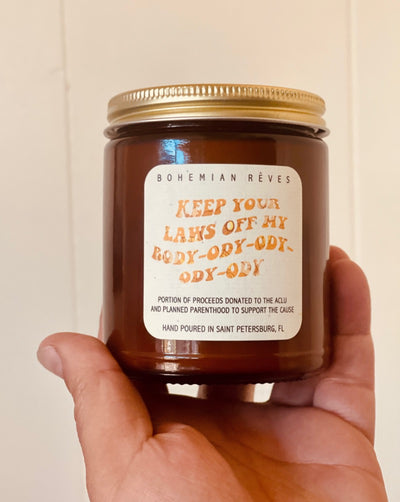 BOHEMIAN RÊVES
KEEP YOUR
LAWS OFF MY
BODY-ODY-ODY-
ODY-ODY
PORTION OF PROCEEDS DONATED TO THE ACLU
AND PLANNED PARENTHOOD TO SUPPORT THE CAUSE
HAND POURED IN SAINT PETERSBURG, FL